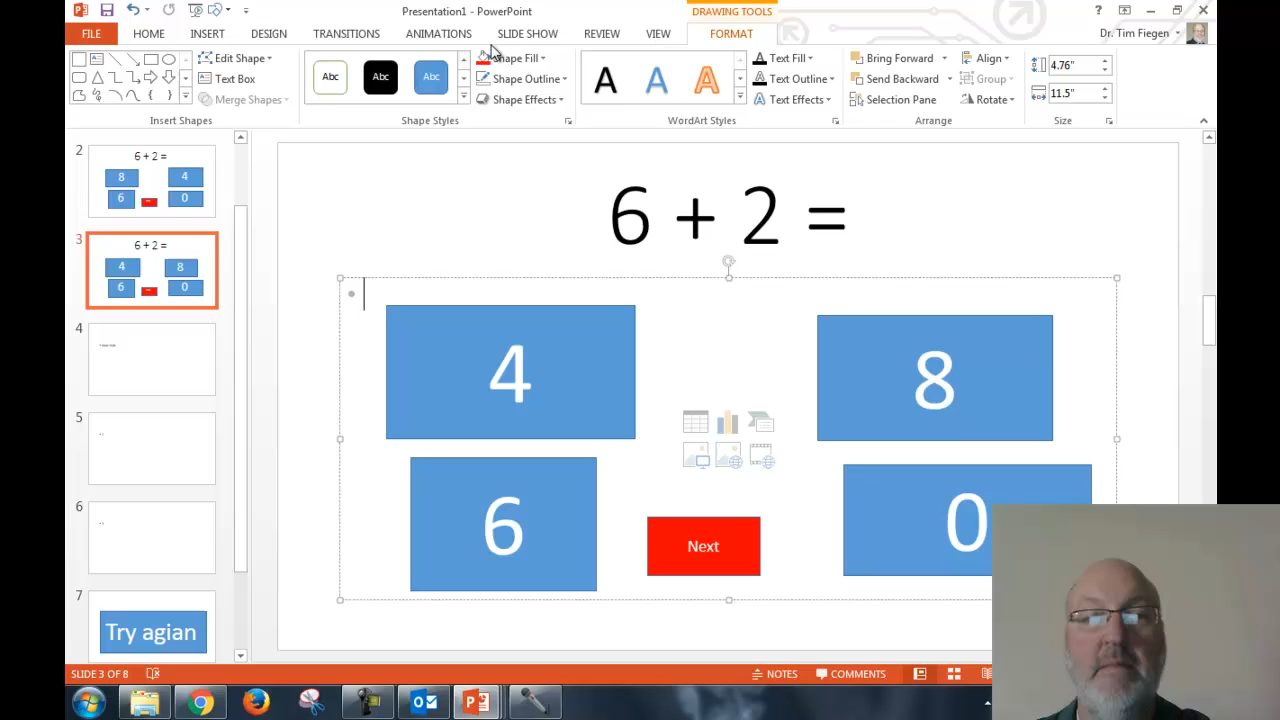 Presentation1 - PowerPoint
DRAWING TOOLS
FILE HOME INSERT DESIGN TRANSITIONS ANIMATIONS SLIDE SHOW REVIEW VIEW FORMAT Dr. Tim Fiegen
Edit Shape
Text Box
Merge Shapes
Abc Abc Abc
Shape Fill
Shape Outline
Shape Effects
A A A
Text Fill
Text Outline
Text Effects
Bring Forward
Send Backward
Selection Pane
Align
Group
Rotate
4.76"
11.5"
Insert Shapes Shape Styles WordArt Styles Arrange Size
2
6 + 2 =
8 4
6 0
3
6 + 2 =
4 8
6 0
4
5
6
7
Try agian
6 + 2 =
4 8
6 Next 0
SLIDE 3 OF 8 NOTES COMMENTS